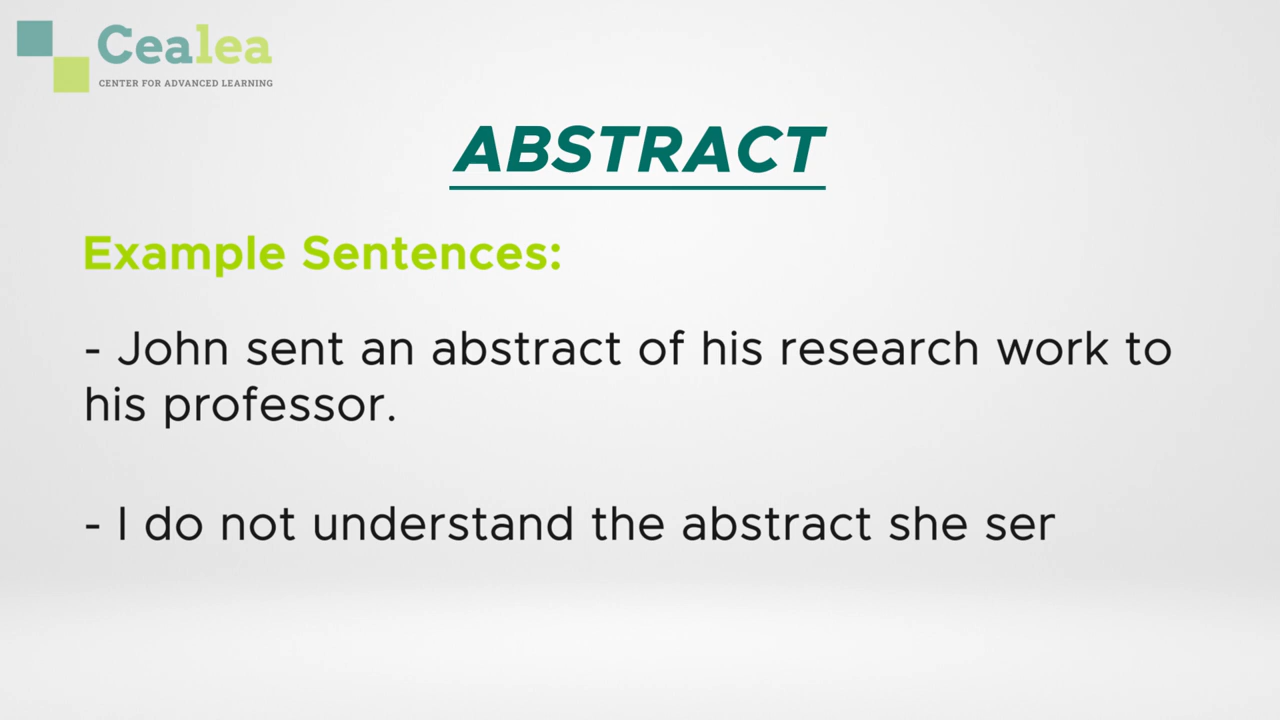 Cealea
CENTER FOR ADVANCED LEARNING
ABSTRACT
Example Sentences:
- John sent an abstract of his research work to
his professor.
- I do not understand the abstract she ser